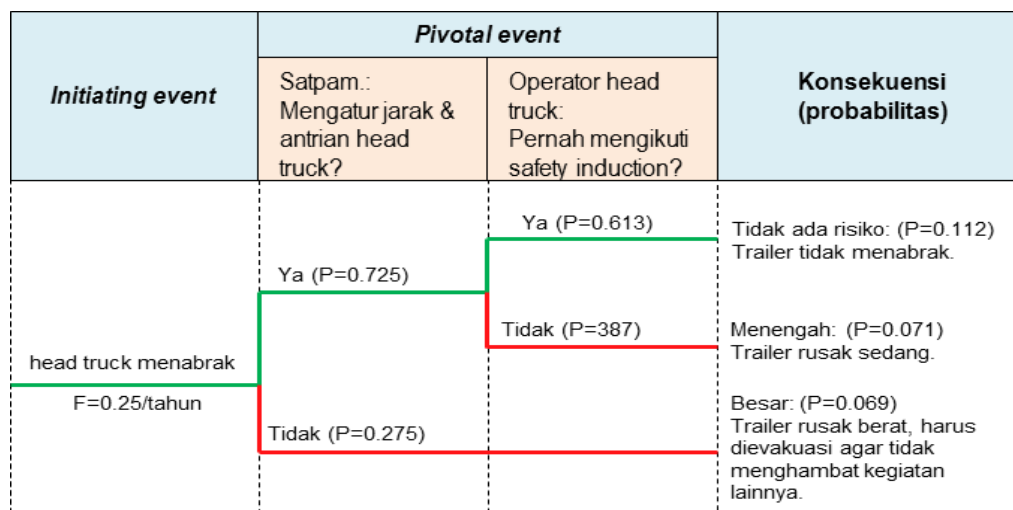 Pivotal event
Initiating event
Satpam.:
Mengatur jarak &
antrian head
truck?
Operator head
truck:
Pernah mengikuti
safety induction?
Konsekuensi
(probabilitas)
Ya (P=0.613)
Tidak ada risiko: (P=0.112)
Trailer tidak menabrak.
Ya (P=0.725)
Tidak (P=387)
Menengah: (P=0.071)
Trailer rusak sedang.
head truck menabrak
F=0.25/tahun
Tidak (P=0.275)
Besar: (P=0.069)
Trailer rusak berat, harus
dievakuasi agar tidak
menghambat kegiatan
lainnya.